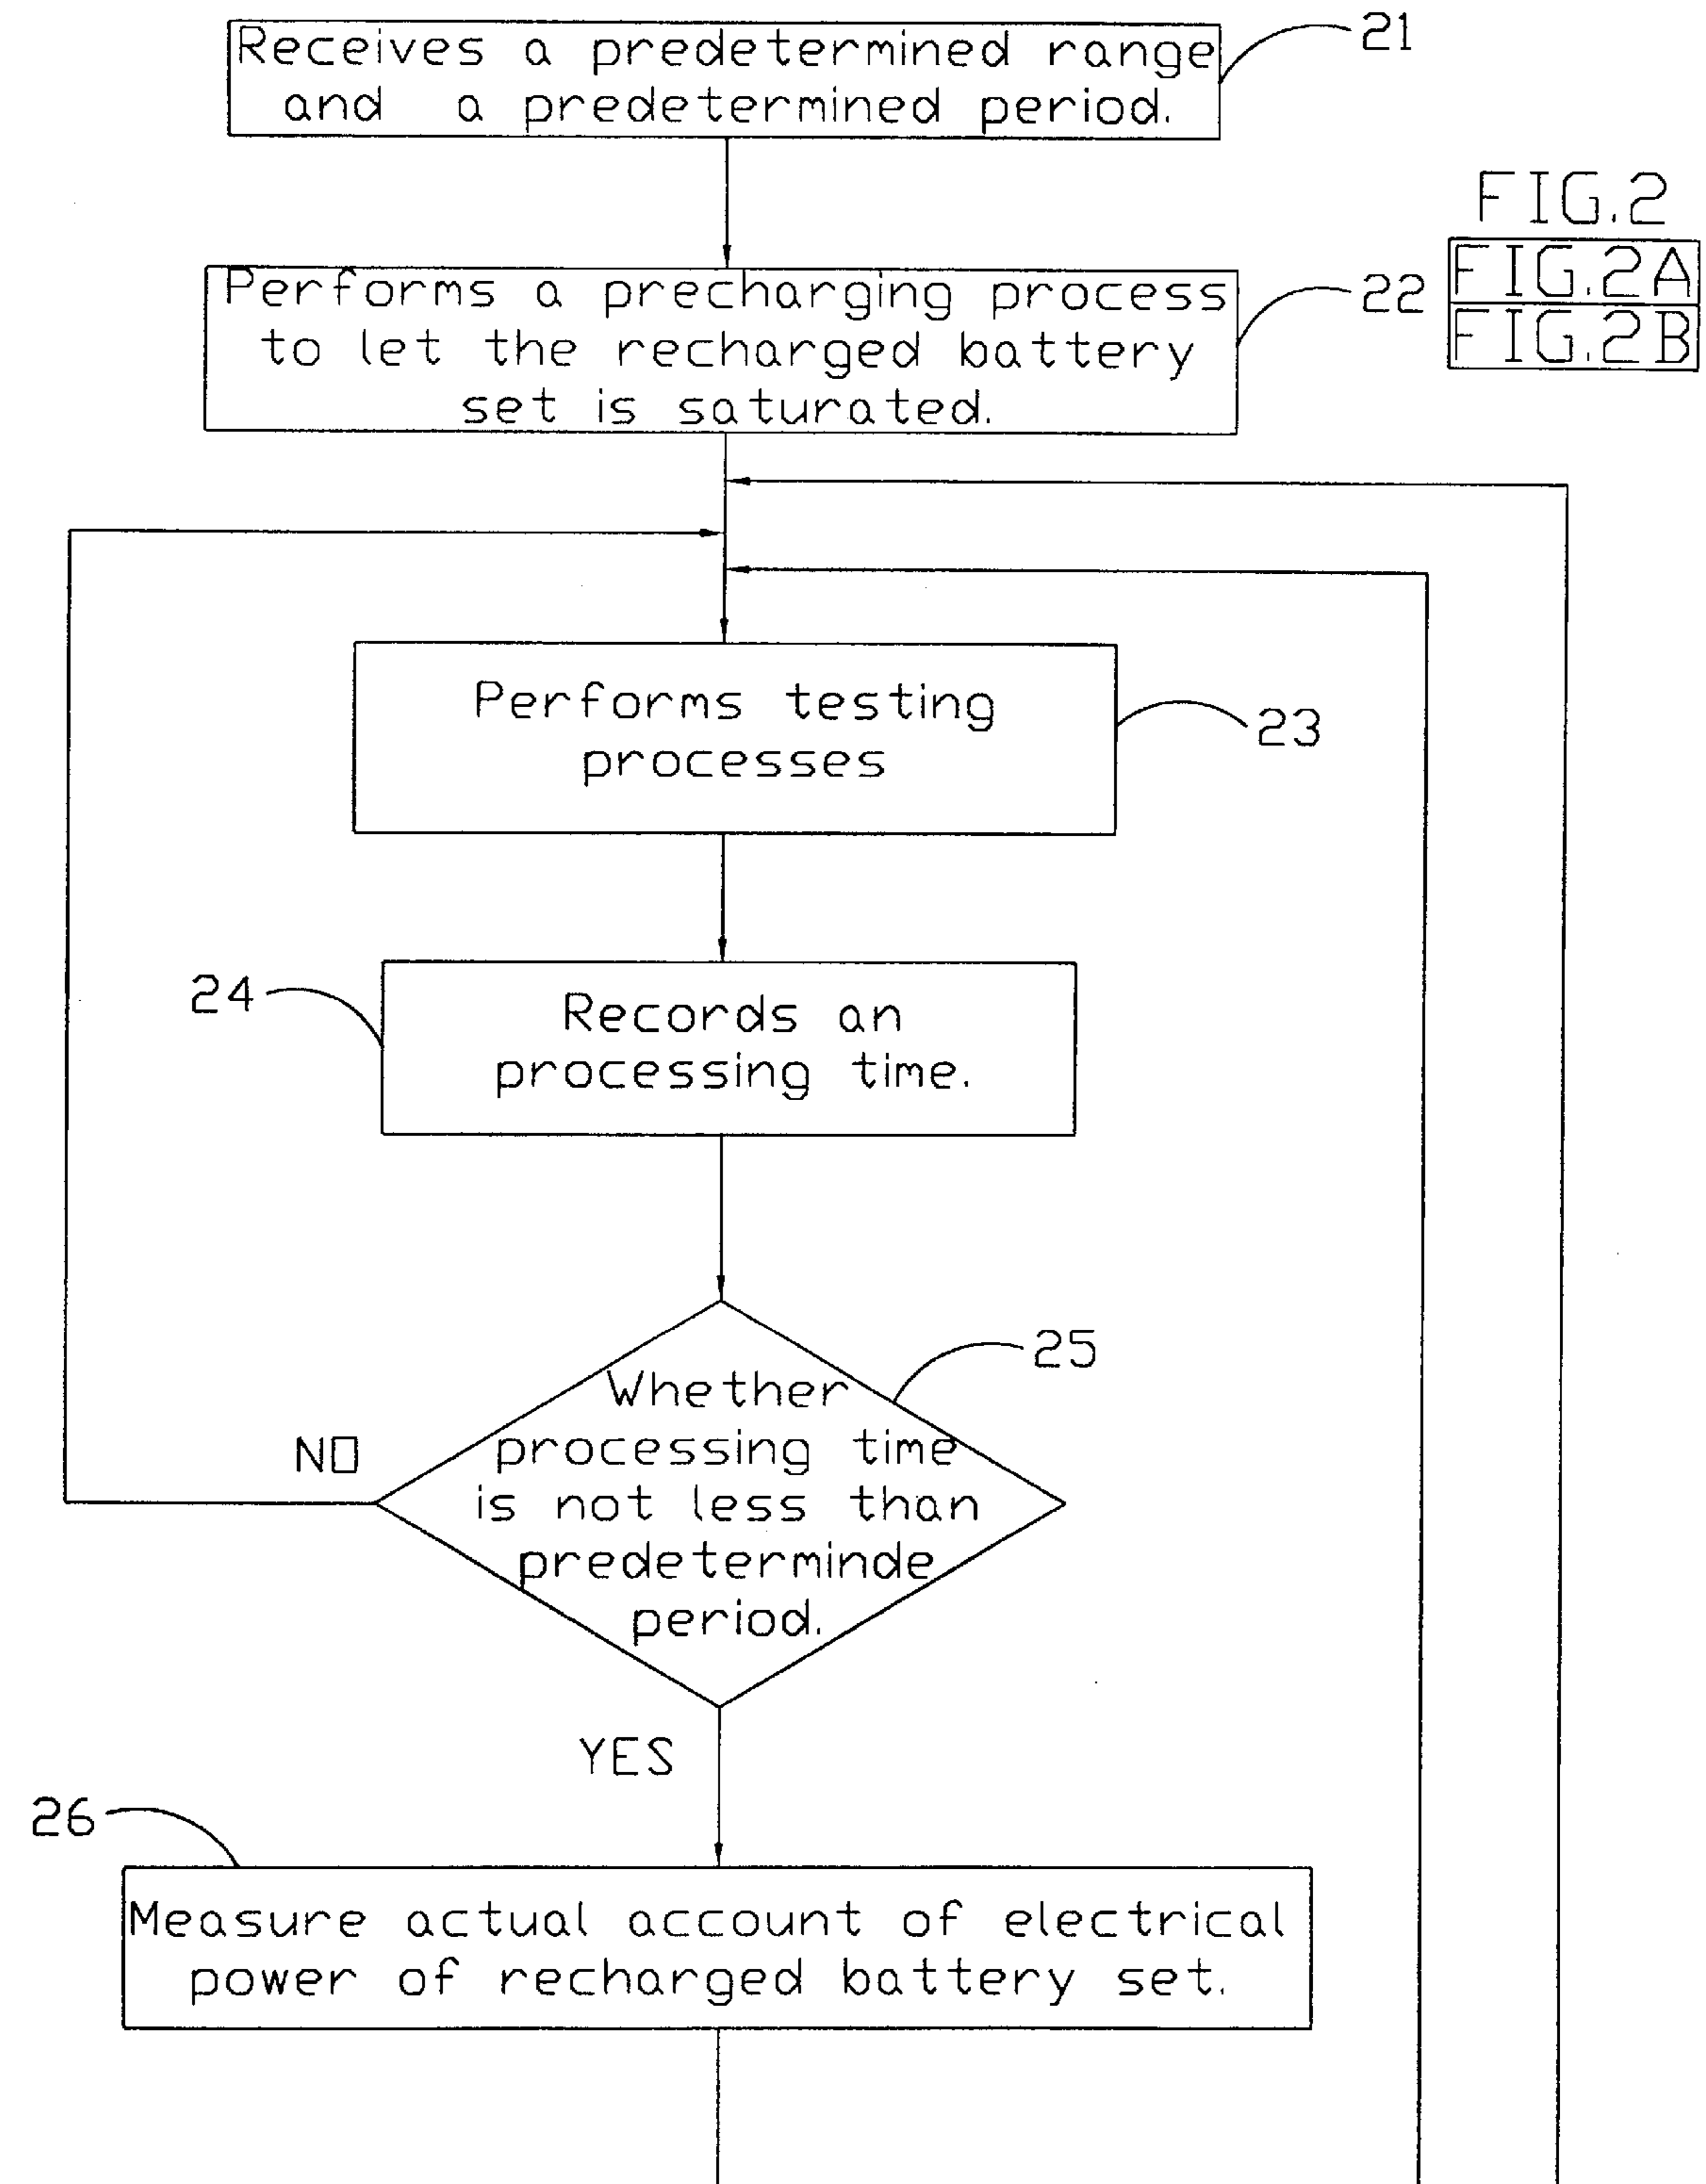 Receives a predetermined range
and a predetermined period.
21
FIG.2
FIG.2A
FIG.2B
Performs a precharging process
to let the recharged battery
set is saturated.
22
Performs testing
processes
23
24
Records an
processing time.
25
Whether
processing time
is not less than
predeterminde
period.
NO
YES
26
Measure actual account of electrical
power of recharged battery set.